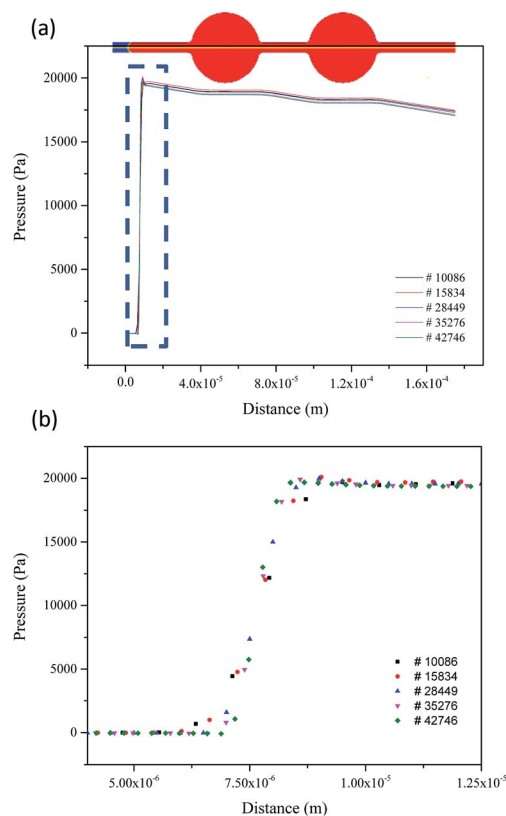 (a)
20000
15000
10000
5000
0
Pressure (Pa)
# 10086
# 15834
# 28449
# 35276
# 42746
0.0 4.0x10⁻⁵ 8.0x10⁻⁵ 1.2x10⁻⁴ 1.6x10⁻⁴
Distance (m)
(b)
20000
15000
10000
5000
0
Pressure (Pa)
# 10086
# 15834
# 28449
# 35276
# 42746
5.00x10⁻⁶ 7.50x10⁻⁶ 1.00x10⁻⁵ 1.25x10⁻⁵
Distance (m)